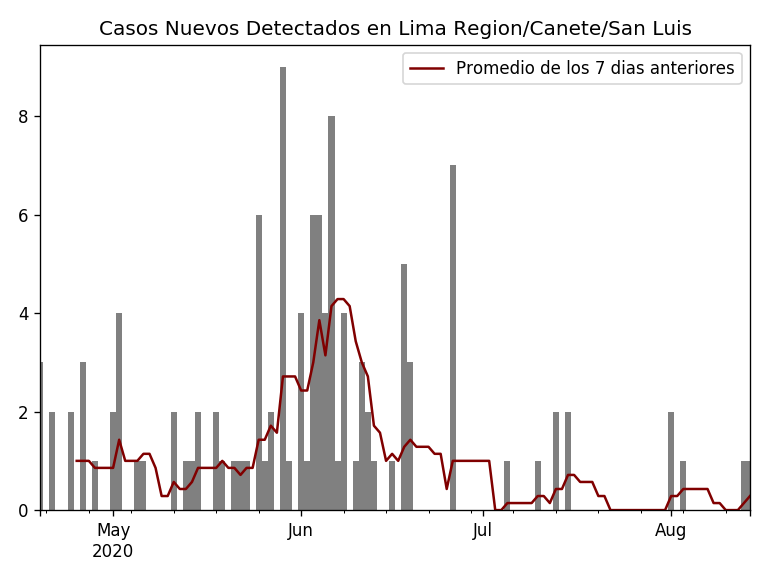 Casos Nuevos Detectados en Lima Region/Canete/San Luis
Promedio de los 7 dias anteriores
8
6
4
2
0
May
2020
Jun
Jul
Aug